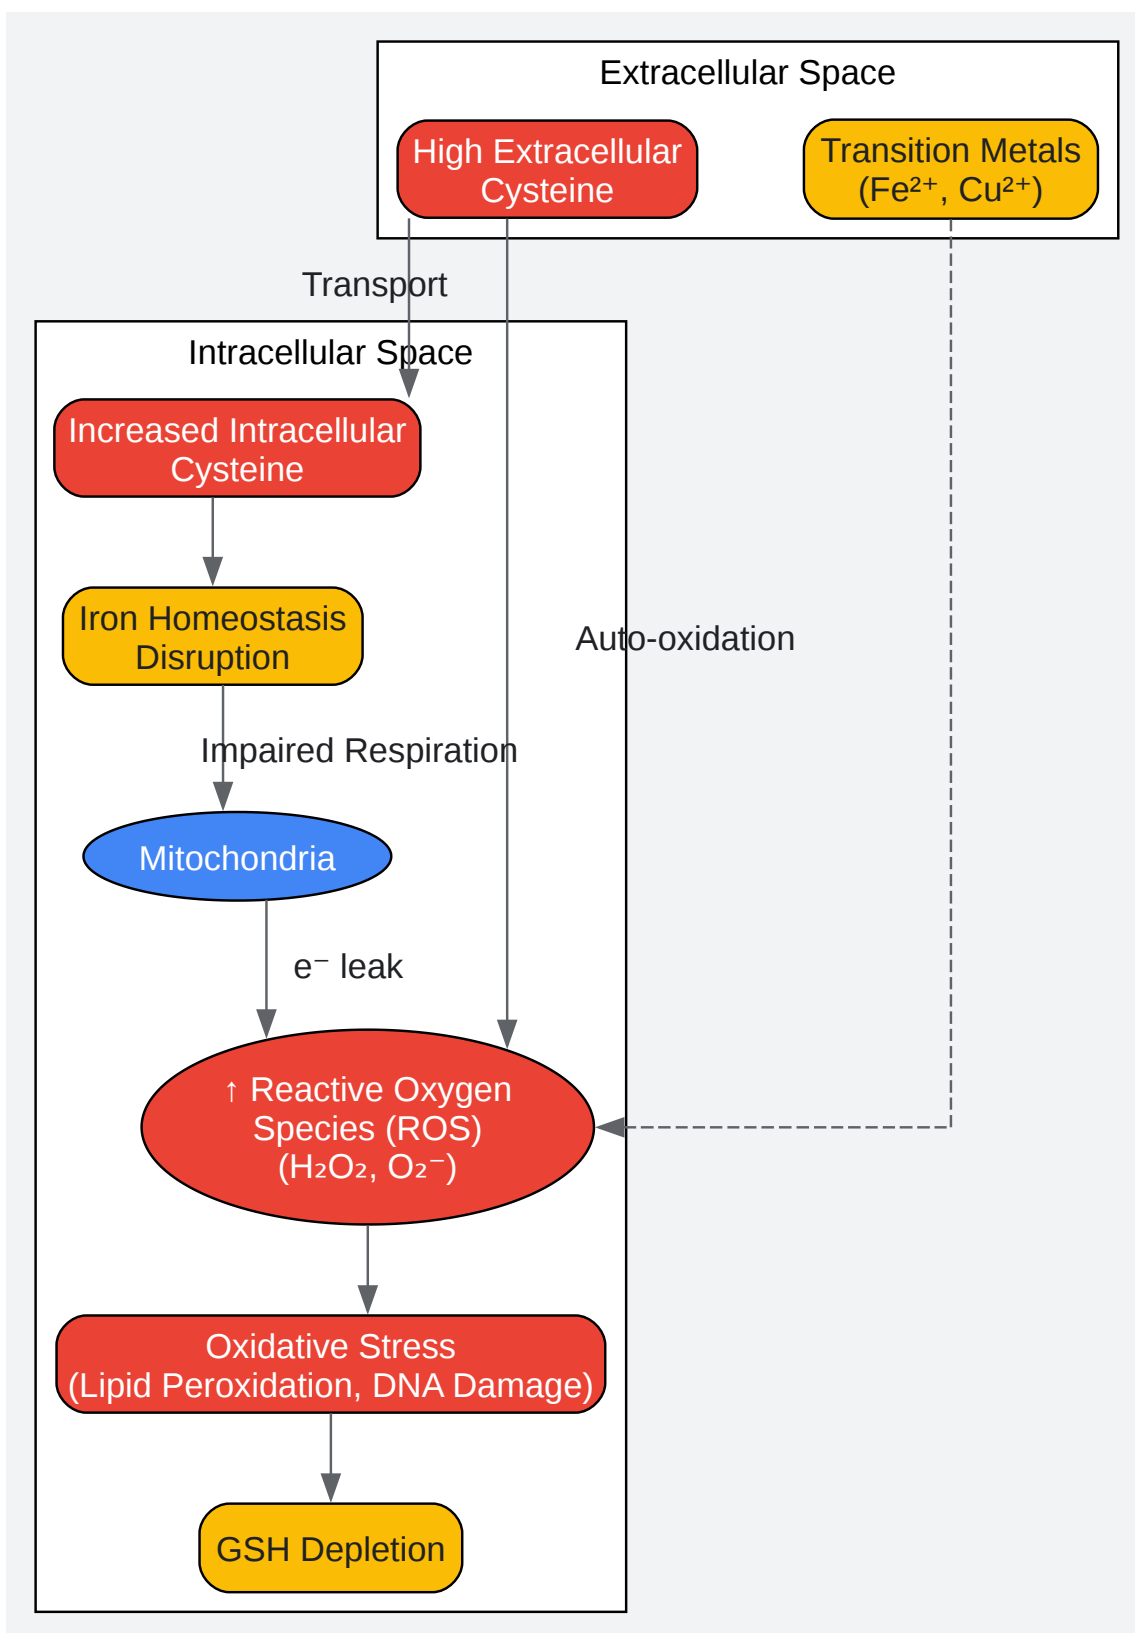 Extracellular Space
High Extracellular
Cysteine
Transition Metals
(Fe²⁺, Cu²⁺)
Transport
Intracellular Space
Increased Intracellular
Cysteine
Iron Homeostasis
Disruption
Auto-oxidation
Impaired Respiration
Mitochondria
e⁻ leak
↑ Reactive Oxygen
Species (ROS)
(H₂O₂, O₂⁻)
Oxidative Stress
(Lipid Peroxidation, DNA Damage)
GSH Depletion